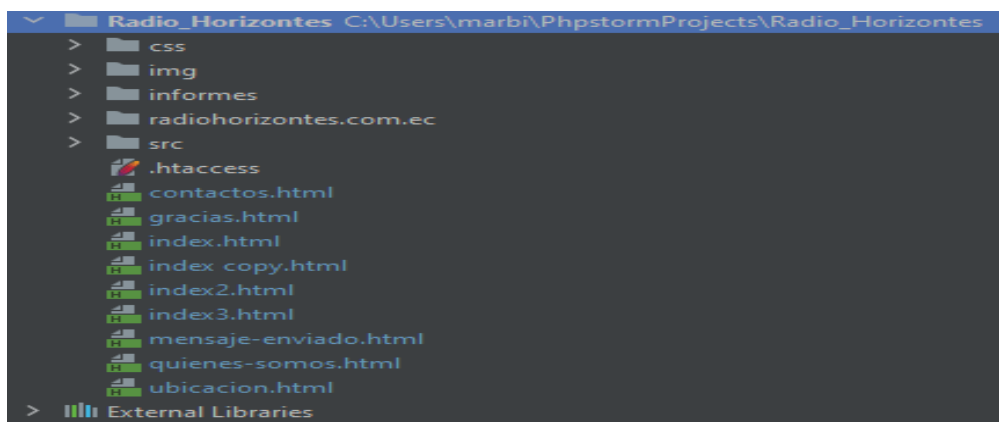 Radio_Horizontes C:\Users\marbi\PhpstormProjects\Radio_Horizontes
css
img
informes
radiohorizontes.com.ec
src
.htaccess
contactos.html
gracias.html
index.html
index copy.html
index2.html
index3.html
mensaje-enviado.html
quienes-somos.html
ubicacion.html
External Libraries